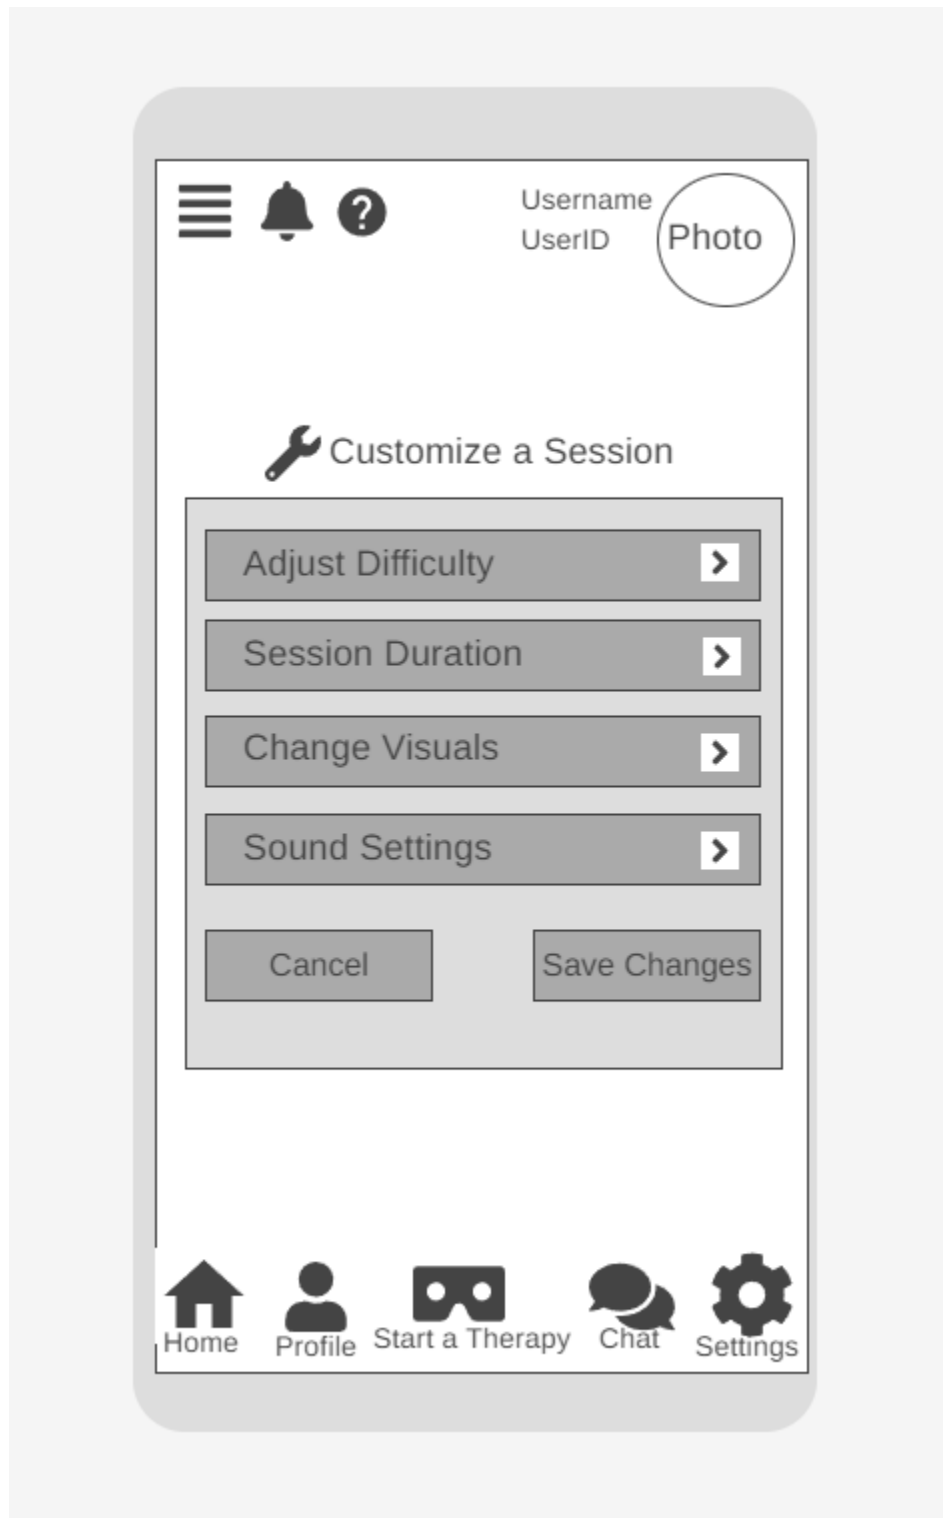 Username
UserID
Photo
Customize a Session
Adjust Difficulty
Session Duration
Change Visuals
Sound Settings
Cancel
Save Changes
Home
Profile
Start a Therapy
Chat
Settings